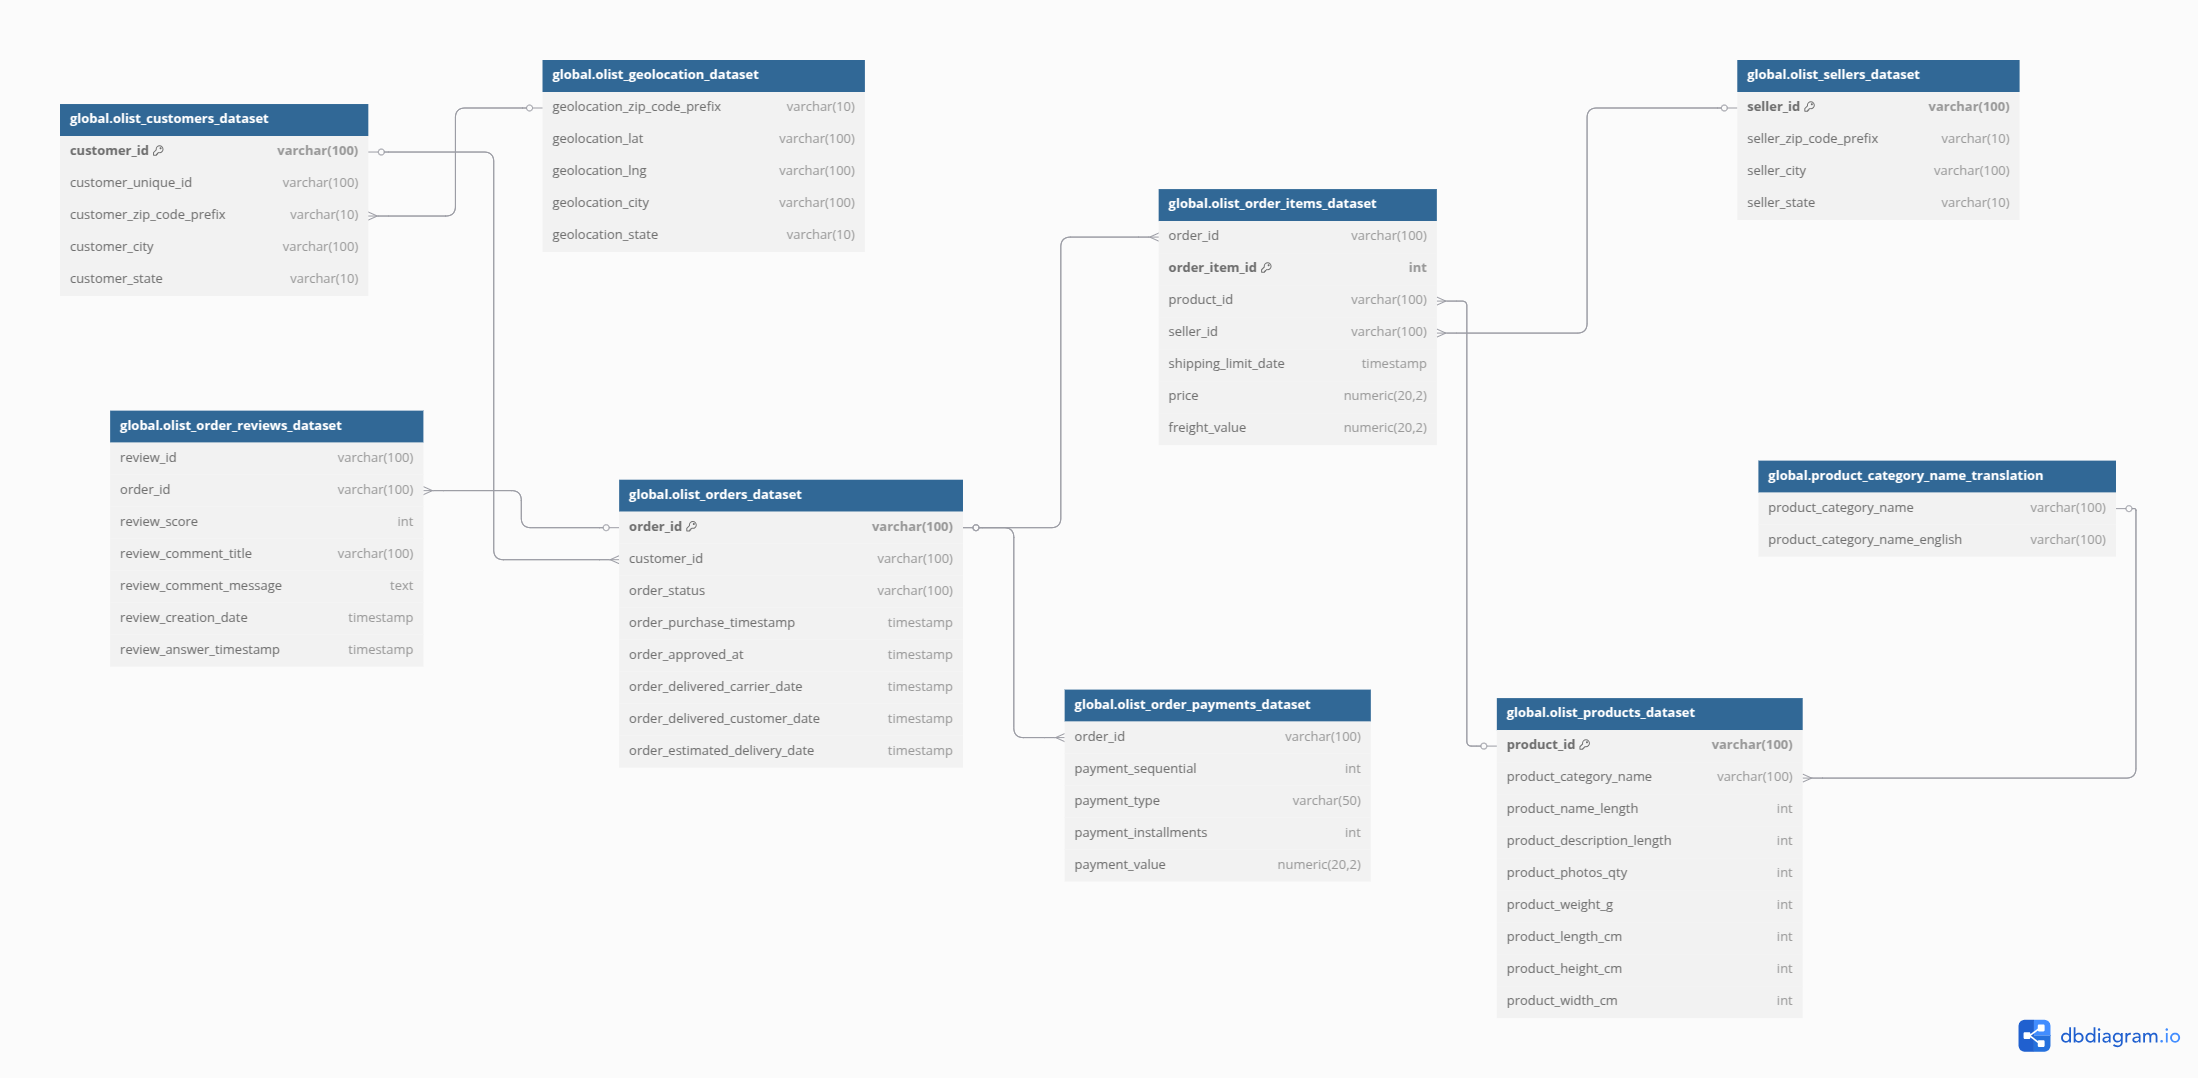 global.olist_customers_dataset
customer_id varchar(100)
customer_unique_id varchar(100)
customer_zip_code_prefix varchar(10)
customer_city varchar(100)
customer_state varchar(10)
global.olist_geolocation_dataset
geolocation_zip_code_prefix varchar(10)
geolocation_lat varchar(100)
geolocation_lng varchar(100)
geolocation_city varchar(100)
geolocation_state varchar(10)
global.olist_order_items_dataset
order_id varchar(100)
order_item_id int
product_id varchar(100)
seller_id varchar(100)
shipping_limit_date timestamp
price numeric(20,2)
freight_value numeric(20,2)
global.olist_sellers_dataset
seller_id varchar(100)
seller_zip_code_prefix varchar(10)
seller_city varchar(100)
seller_state varchar(10)
global.olist_order_reviews_dataset
review_id varchar(100)
order_id varchar(100)
review_score int
review_comment_title varchar(100)
review_comment_message text
review_creation_date timestamp
review_answer_timestamp timestamp
global.olist_orders_dataset
order_id varchar(100)
customer_id varchar(100)
order_status varchar(100)
order_purchase_timestamp timestamp
order_approved_at timestamp
order_delivered_carrier_date timestamp
order_delivered_customer_date timestamp
order_estimated_delivery_date timestamp
global.product_category_name_translation
product_category_name varchar(100)
product_category_name_english varchar(100)
global.olist_order_payments_dataset
order_id varchar(100)
payment_sequential int
payment_type varchar(50)
payment_installments int
payment_value numeric(20,2)
global.olist_products_dataset
product_id varchar(100)
product_category_name varchar(100)
product_name_length int
product_description_length int
product_photos_qty int
product_weight_g int
product_length_cm int
product_height_cm int
product_width_cm int
dbdiagram.io